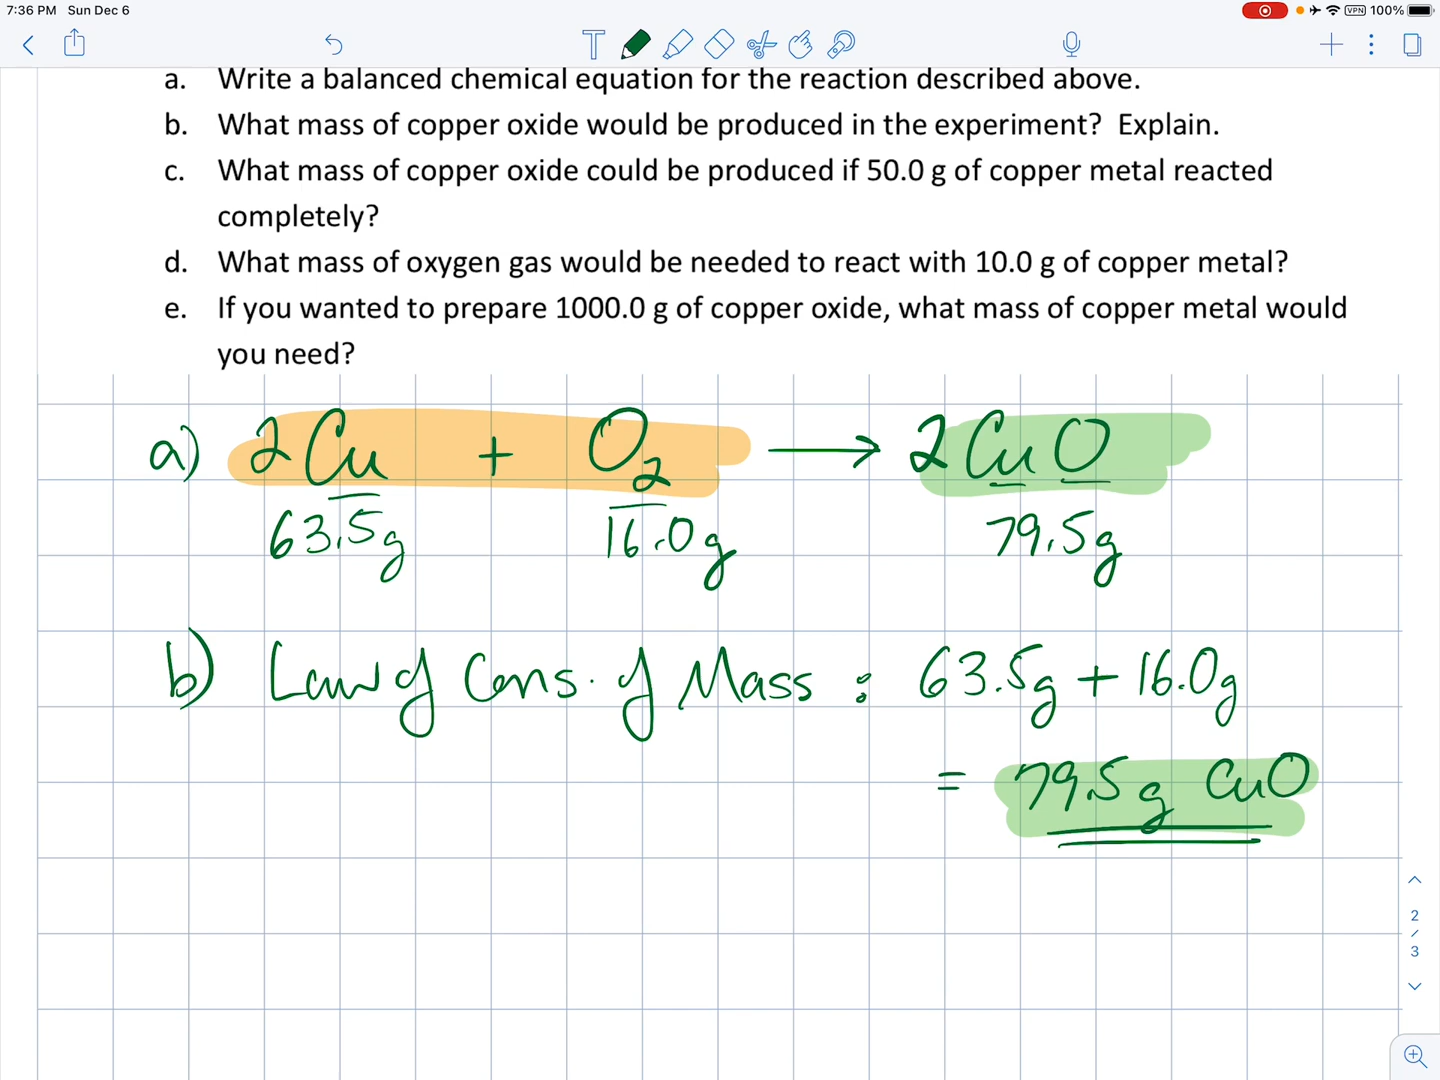 7:36 PM Sun Dec 6
VPN 100%
T
a. Write a balanced chemical equation for the reaction described above.
b. What mass of copper oxide would be produced in the experiment? Explain.
c. What mass of copper oxide could be produced if 50.0 g of copper metal reacted
completely?
d. What mass of oxygen gas would be needed to react with 10.0 g of copper metal?
e. If you wanted to prepare 1000.0 g of copper oxide, what mass of copper metal would
you need?
a) 2Cu + O₂ → 2CuO
63.5g 16.0g 79.5g
b) Law of Cons. of Mass : 63.5g + 16.0g
= 79.5g CuO
2
/
3